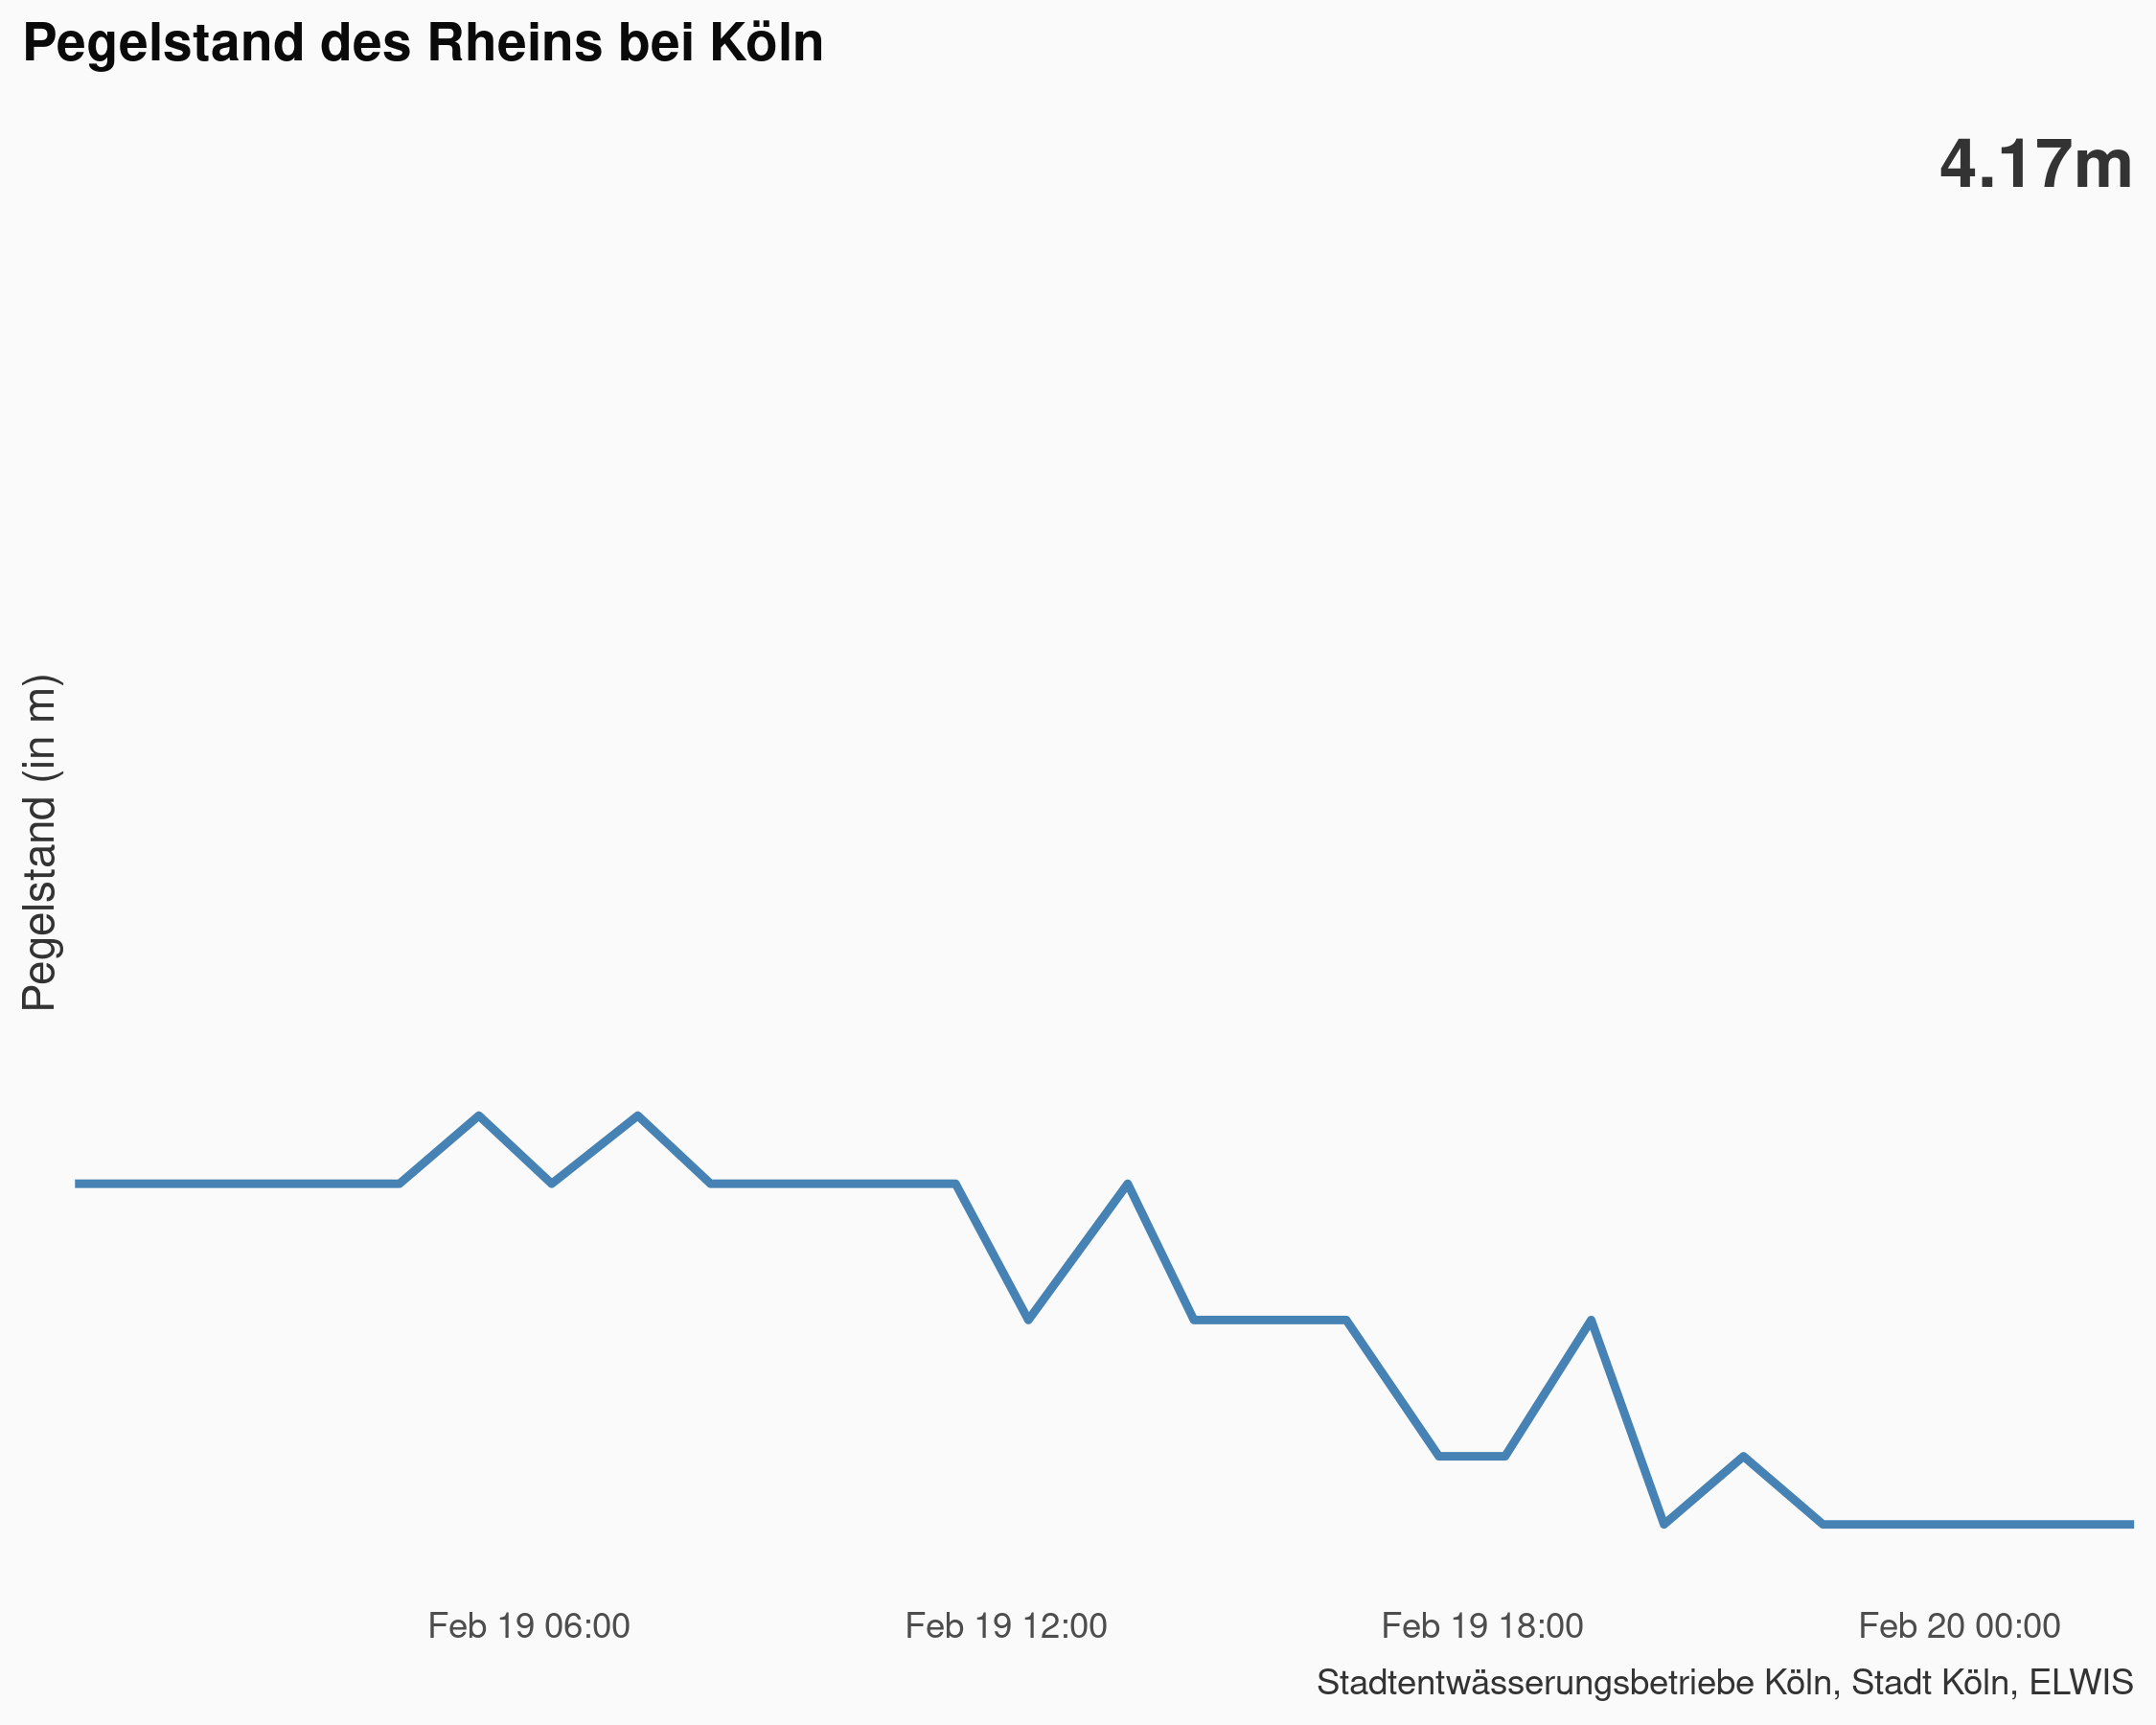 Pegelstand des Rheins bei Köln
4.17m
Pegelstand (in m)
Feb 19 06:00
Feb 19 12:00
Feb 19 18:00
Feb 20 00:00
Stadtentwässerungsbetriebe Köln, Stadt Köln, ELWIS